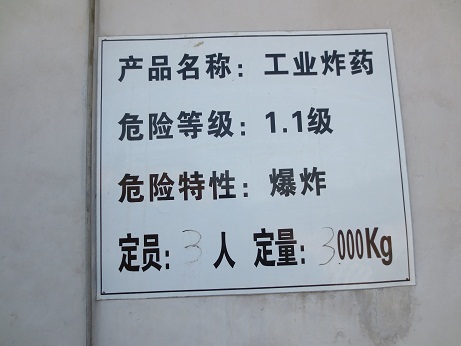 产品名称：工业炸药
危险等级：1.1级
危险特性：爆炸
定员：3人 定量：3000Kg